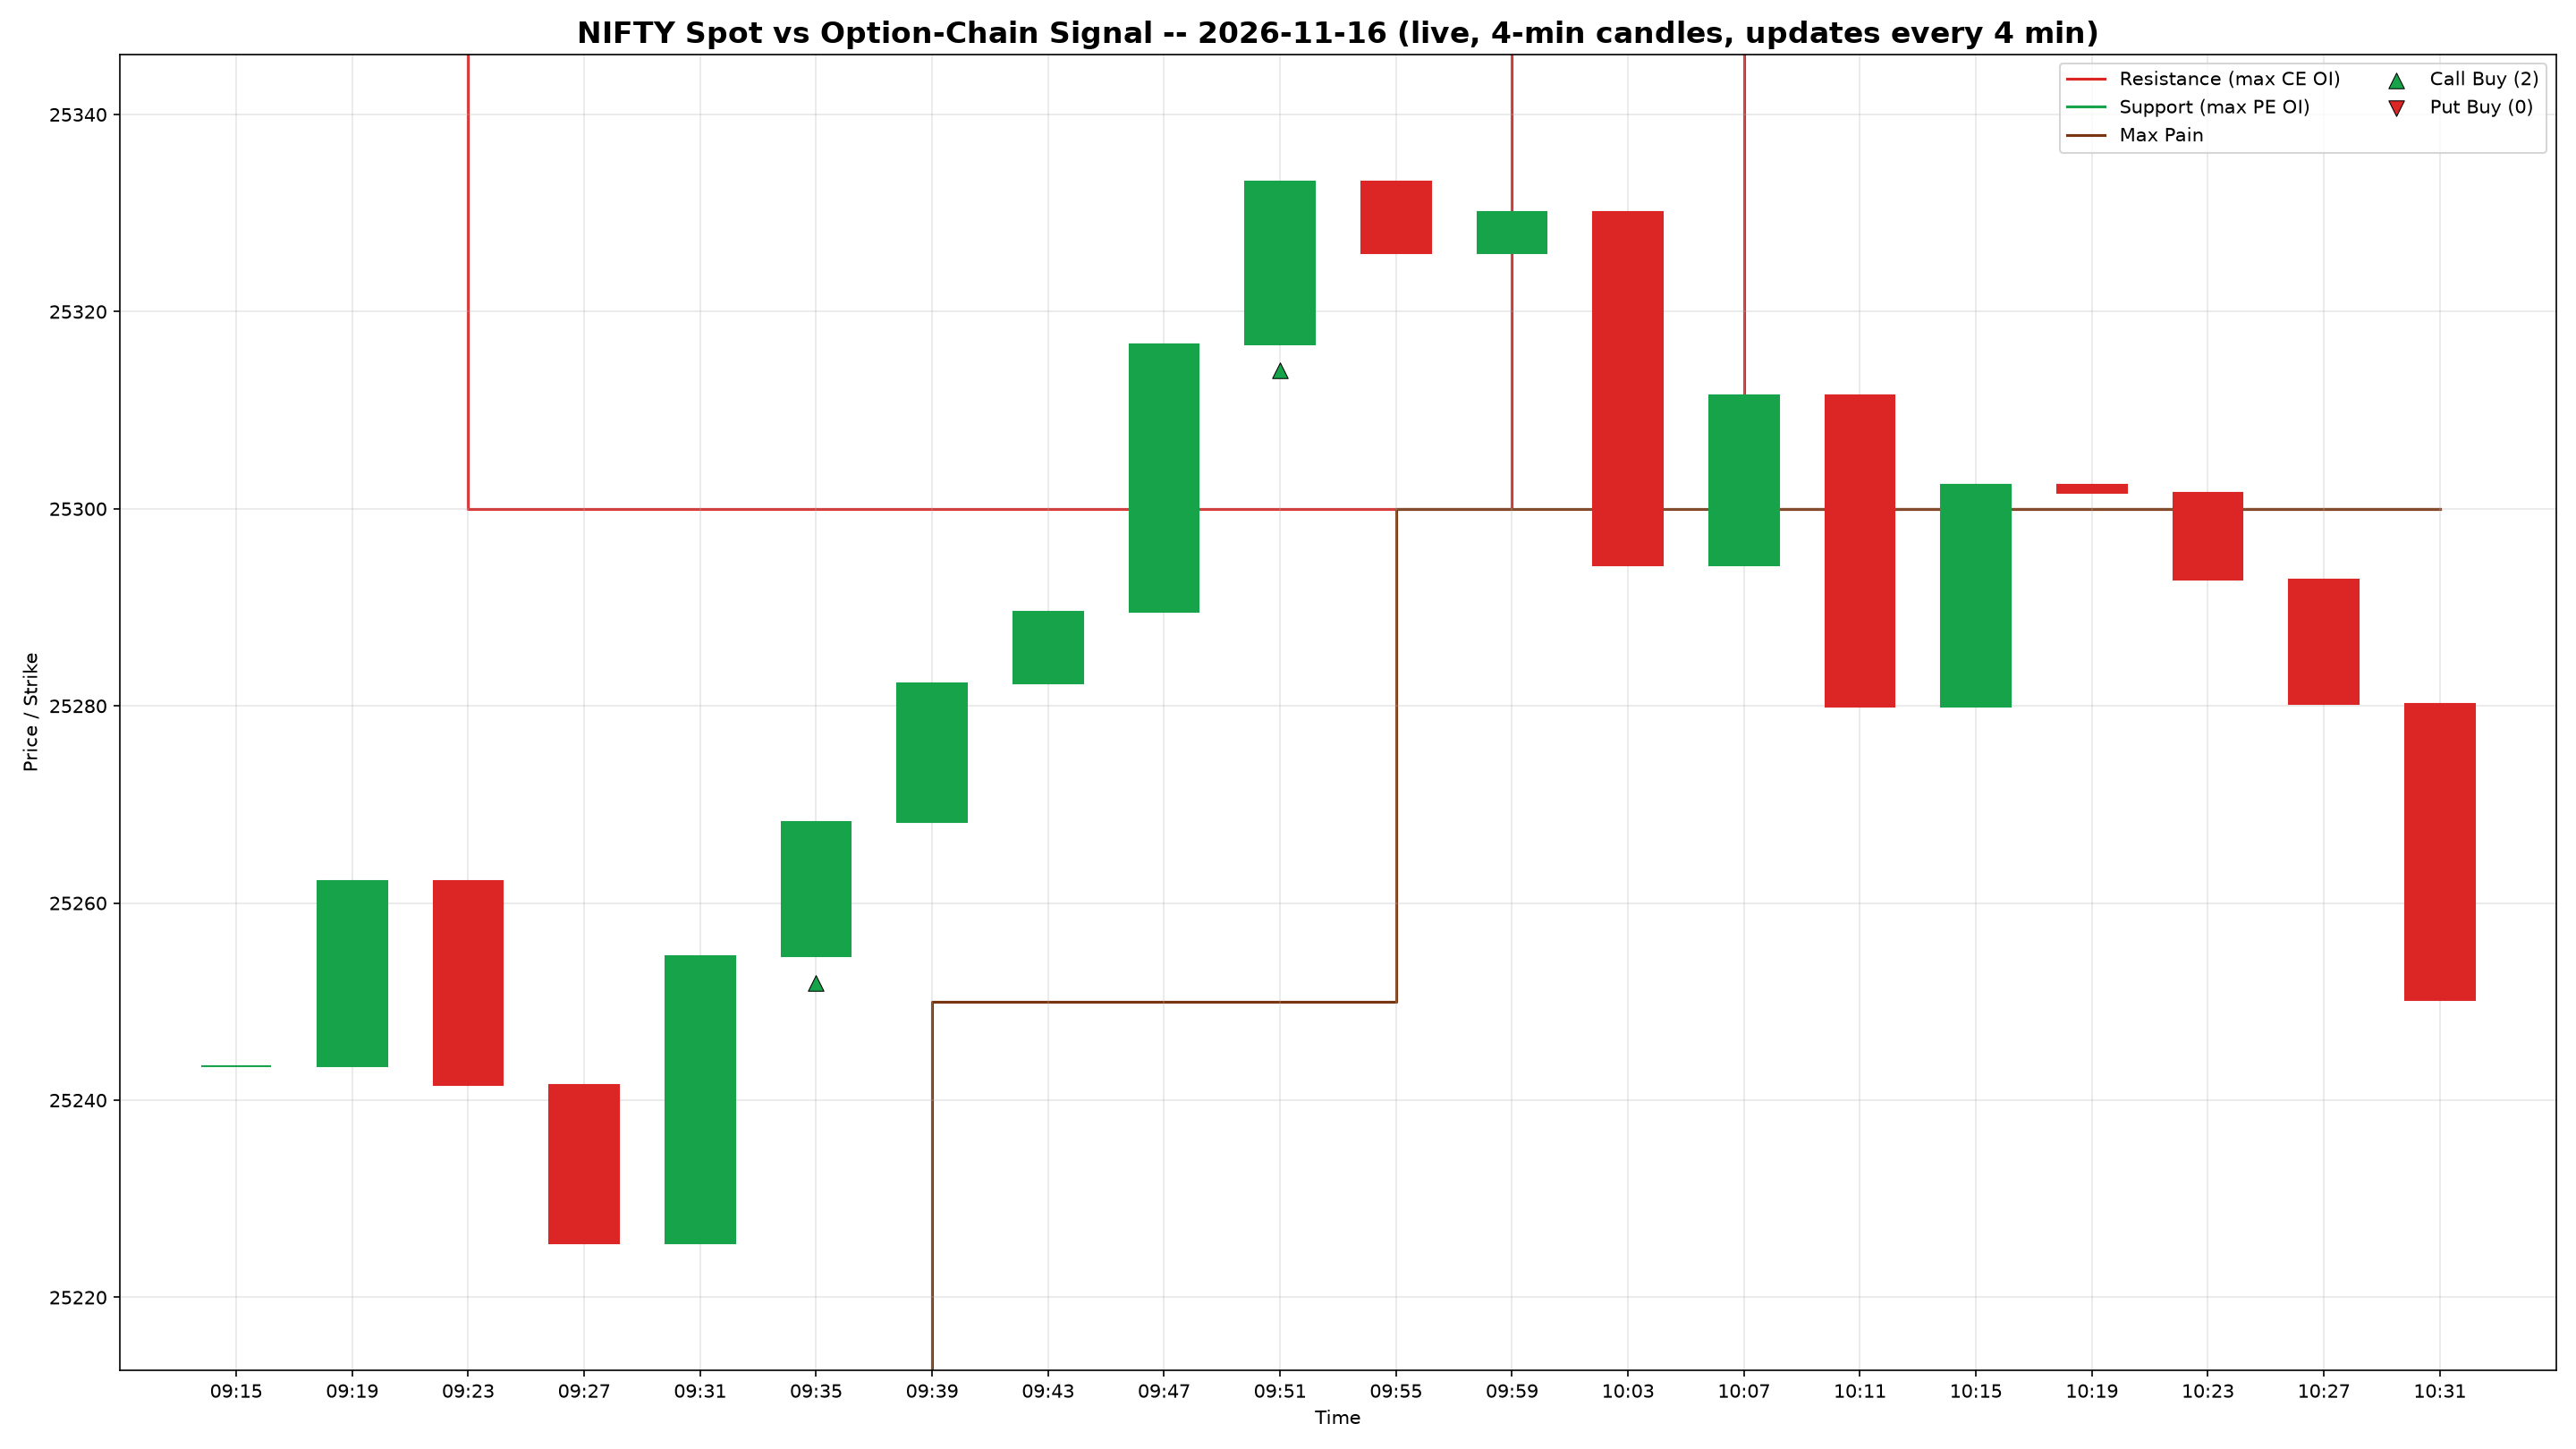 NIFTY Spot vs Option-Chain Signal -- 2026-11-16 (live, 4-min candles, updates every 4 min)
Resistance (max CE OI)
Support (max PE OI)
Max Pain
Call Buy (2)
Put Buy (0)
Price / Strike
25340
25320
25300
25280
25260
25240
25220
09:15 09:19 09:23 09:27 09:31 09:35 09:39 09:43 09:47 09:51 09:55 09:59 10:03 10:07 10:11 10:15 10:19 10:23 10:27 10:31
Time